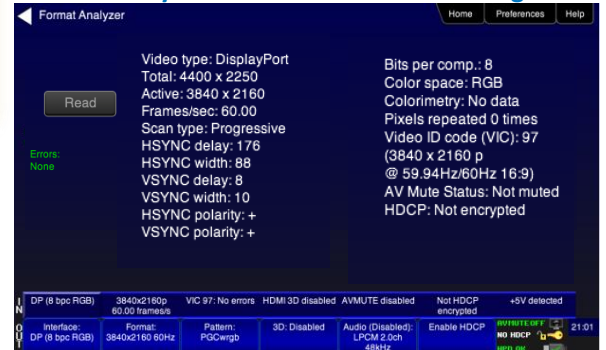 Format Analyzer
Home
Preferences
Help
Read
Errors:
None
Video type: DisplayPort
Total: 4400 x 2250
Active: 3840 x 2160
Frames/sec: 60.00
Scan type: Progressive
HSYNC delay: 176
HSYNC width: 88
VSYNC delay: 8
VSYNC width: 10
HSYNC polarity: +
VSYNC polarity: +
Bits per comp.: 8
Color space: RGB
Colorimetry: No data
Pixels repeated 0 times
Video ID code (VIC): 97
(3840 x 2160 p
@ 59.94Hz/60Hz 16:9)
AV Mute Status: Not muted
HDCP: Not encrypted
IN
DP (8 bpc RGB)
3840x2160p
60.00 frames/s
VIC 97: No errors
HDMI 3D disabled
AVMUTE disabled
Not HDCP
encrypted
+5V detected
OUT
Interface:
DP (8 bpc RGB)
Format:
3840x2160 60Hz
Pattern:
PGCwrgb
3D: Disabled
Audio (Disabled):
LPCM 2.0ch
48kHz
Enable HDCP
AVMUTE OFF
NO HDCP
HPD OK
21:01